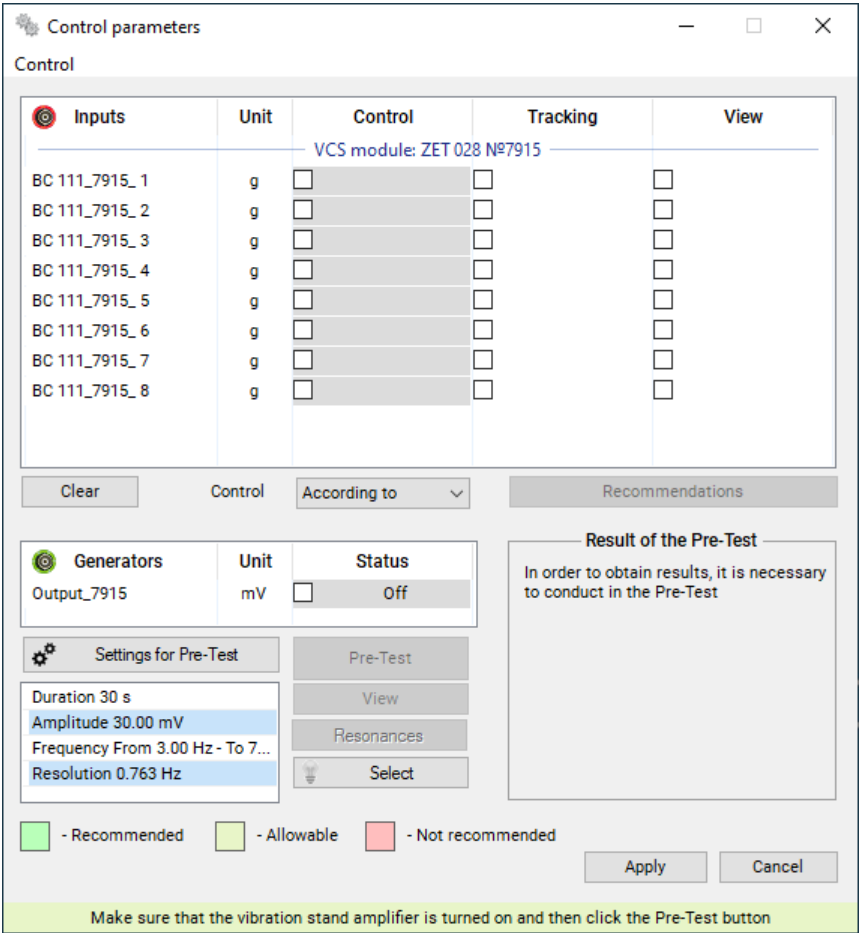 Control parameters
Control
Inputs Unit Control Tracking View
VCS module: ZET 028 №7915
BC 111_7915_ 1 g
BC 111_7915_ 2 g
BC 111_7915_ 3 g
BC 111_7915_ 4 g
BC 111_7915_ 5 g
BC 111_7915_ 6 g
BC 111_7915_ 7 g
BC 111_7915_ 8 g
Clear Control According to Recommendations
Generators Unit Status
Output_7915 mV Off
Result of the Pre-Test
In order to obtain results, it is necessary
to conduct in the Pre-Test
Settings for Pre-Test Pre-Test
Duration 30 s View
Amplitude 30.00 mV
Frequency From 3.00 Hz - To 7... Resonances
Resolution 0.763 Hz Select
- Recommended - Allowable - Not recommended
Apply Cancel
Make sure that the vibration stand amplifier is turned on and then click the Pre-Test button